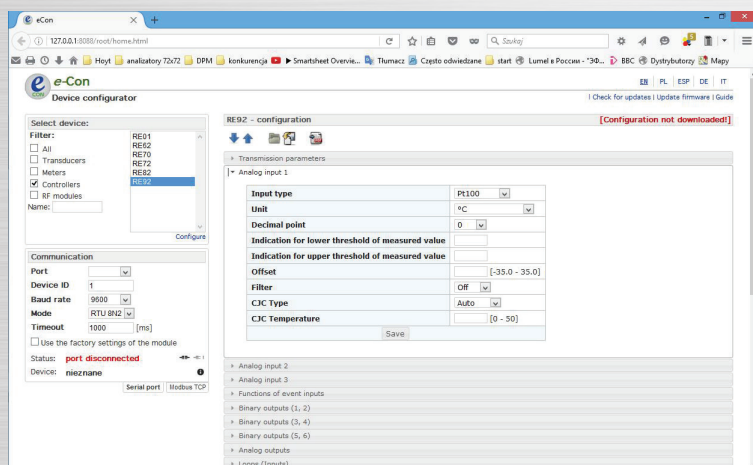 eCon
127.0.0.1:8088/root/home.html
Szukaj
Hoyt analizatory 72x72 DPM konkurencja Smartsheet Overvie... Tłumacz Często odwiedzane start Lumel в России - "ЭФ... BBC Dystrybutorzy Mapy
e-Con
CON
EN PL ESP DE IT
Device configurator
| Check for updates | Update firmware | Guide
Select device:
Filter:
All
Transducers
Meters
Controllers
RF modules
Name:
RE01
RE62
RE70
RE72
RE82
RE92
Configure
Communication
Port
Device ID 1
Baud rate 9600
Mode RTU 8N2
Timeout 1000 [ms]
Use the factory settings of the module
Status: port disconnected
Device: nieznane
Serial port Modbus TCP
RE92 - configuration [Configuration not downloaded!]
Transmission parameters
Analog input 1
Input type Pt100
Unit °C
Decimal point 0
Indication for lower threshold of measured value
Indication for upper threshold of measured value
Offset [-35.0 - 35.0]
Filter Off
CJC Type Auto
CJC Temperature [0 - 50]
Save
Analog input 2
Analog input 3
Functions of event inputs
Binary outputs (1, 2)
Binary outputs (3, 4)
Binary outputs (5, 6)
Analog outputs
Loops (Inputs)